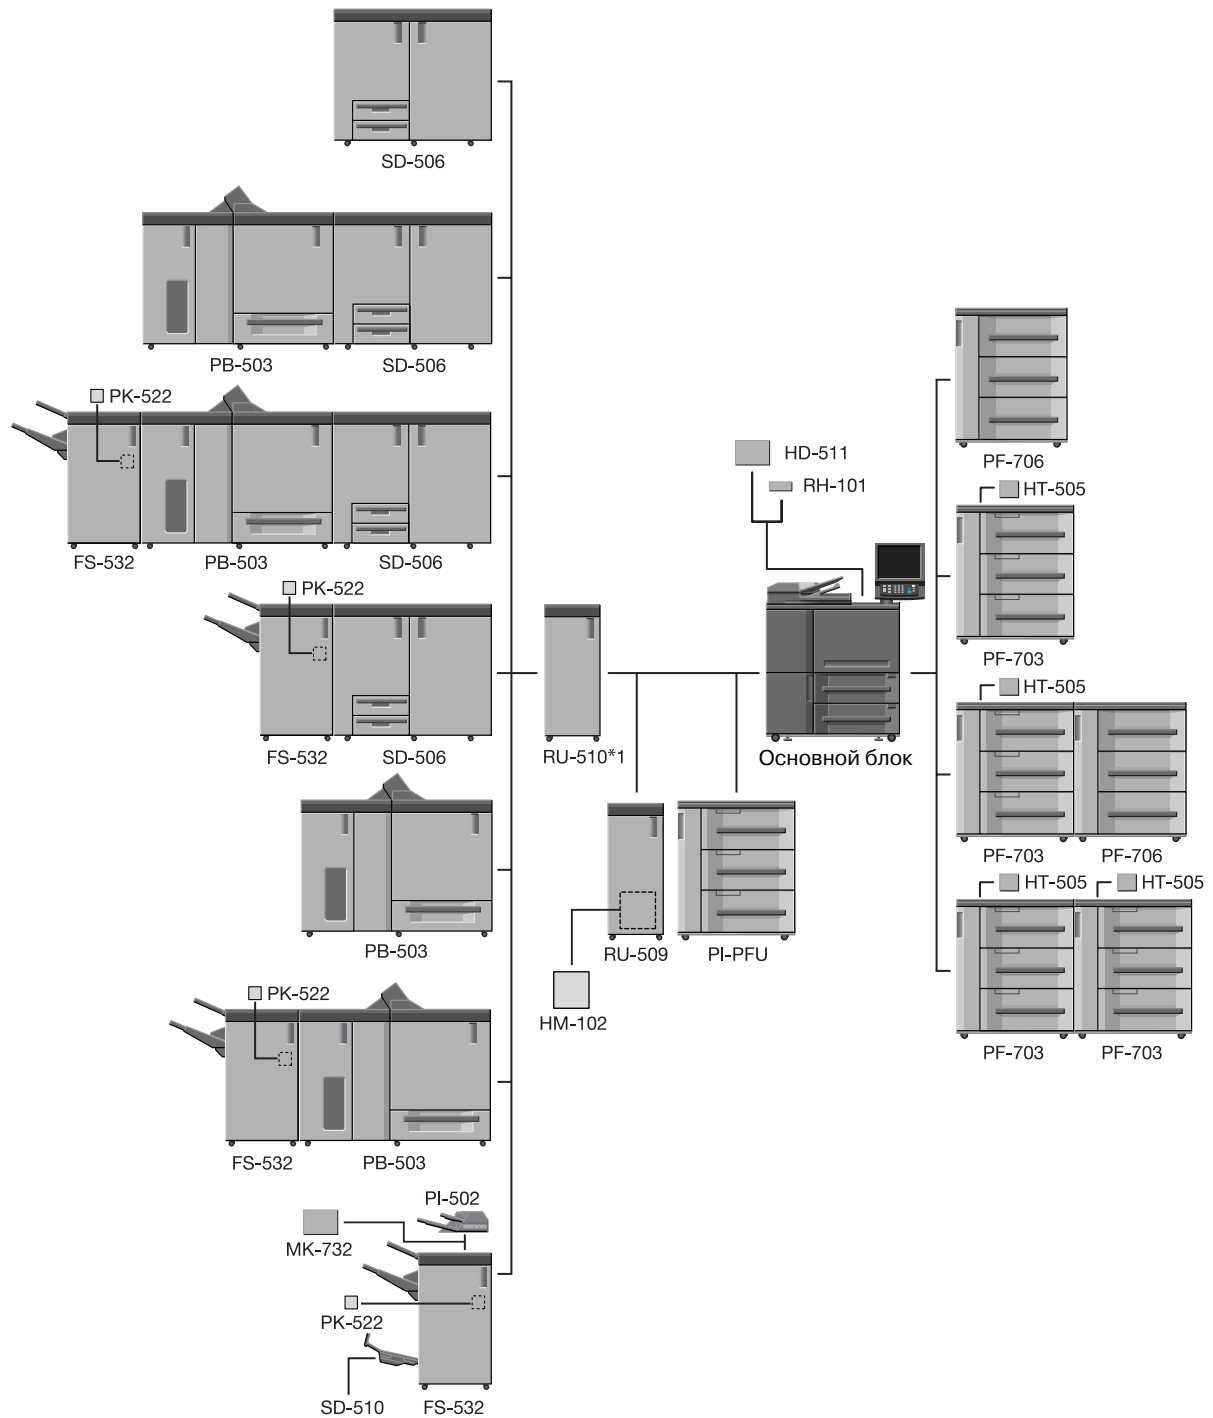 SD-506
PB-503 SD-506
PK-522
FS-532 PB-503 SD-506
PK-522
FS-532 SD-506
PB-503
PK-522
FS-532 PB-503
PI-502
MK-732
PK-522
SD-510 FS-532
RU-510*1
RU-509 PI-PFU
HM-102
HD-511
RH-101
Основной блок
PF-706
HT-505
PF-703
HT-505
PF-703 PF-706
HT-505 HT-505
PF-703 PF-703